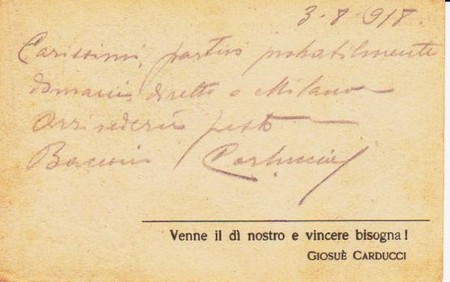 3-8-918.
Carissimi, partirò probabilmente
domani diretto a Milano
Arrivederci presto
Bacioni
Venne il dì nostro e vincere bisogna!
Giosuè Carducci